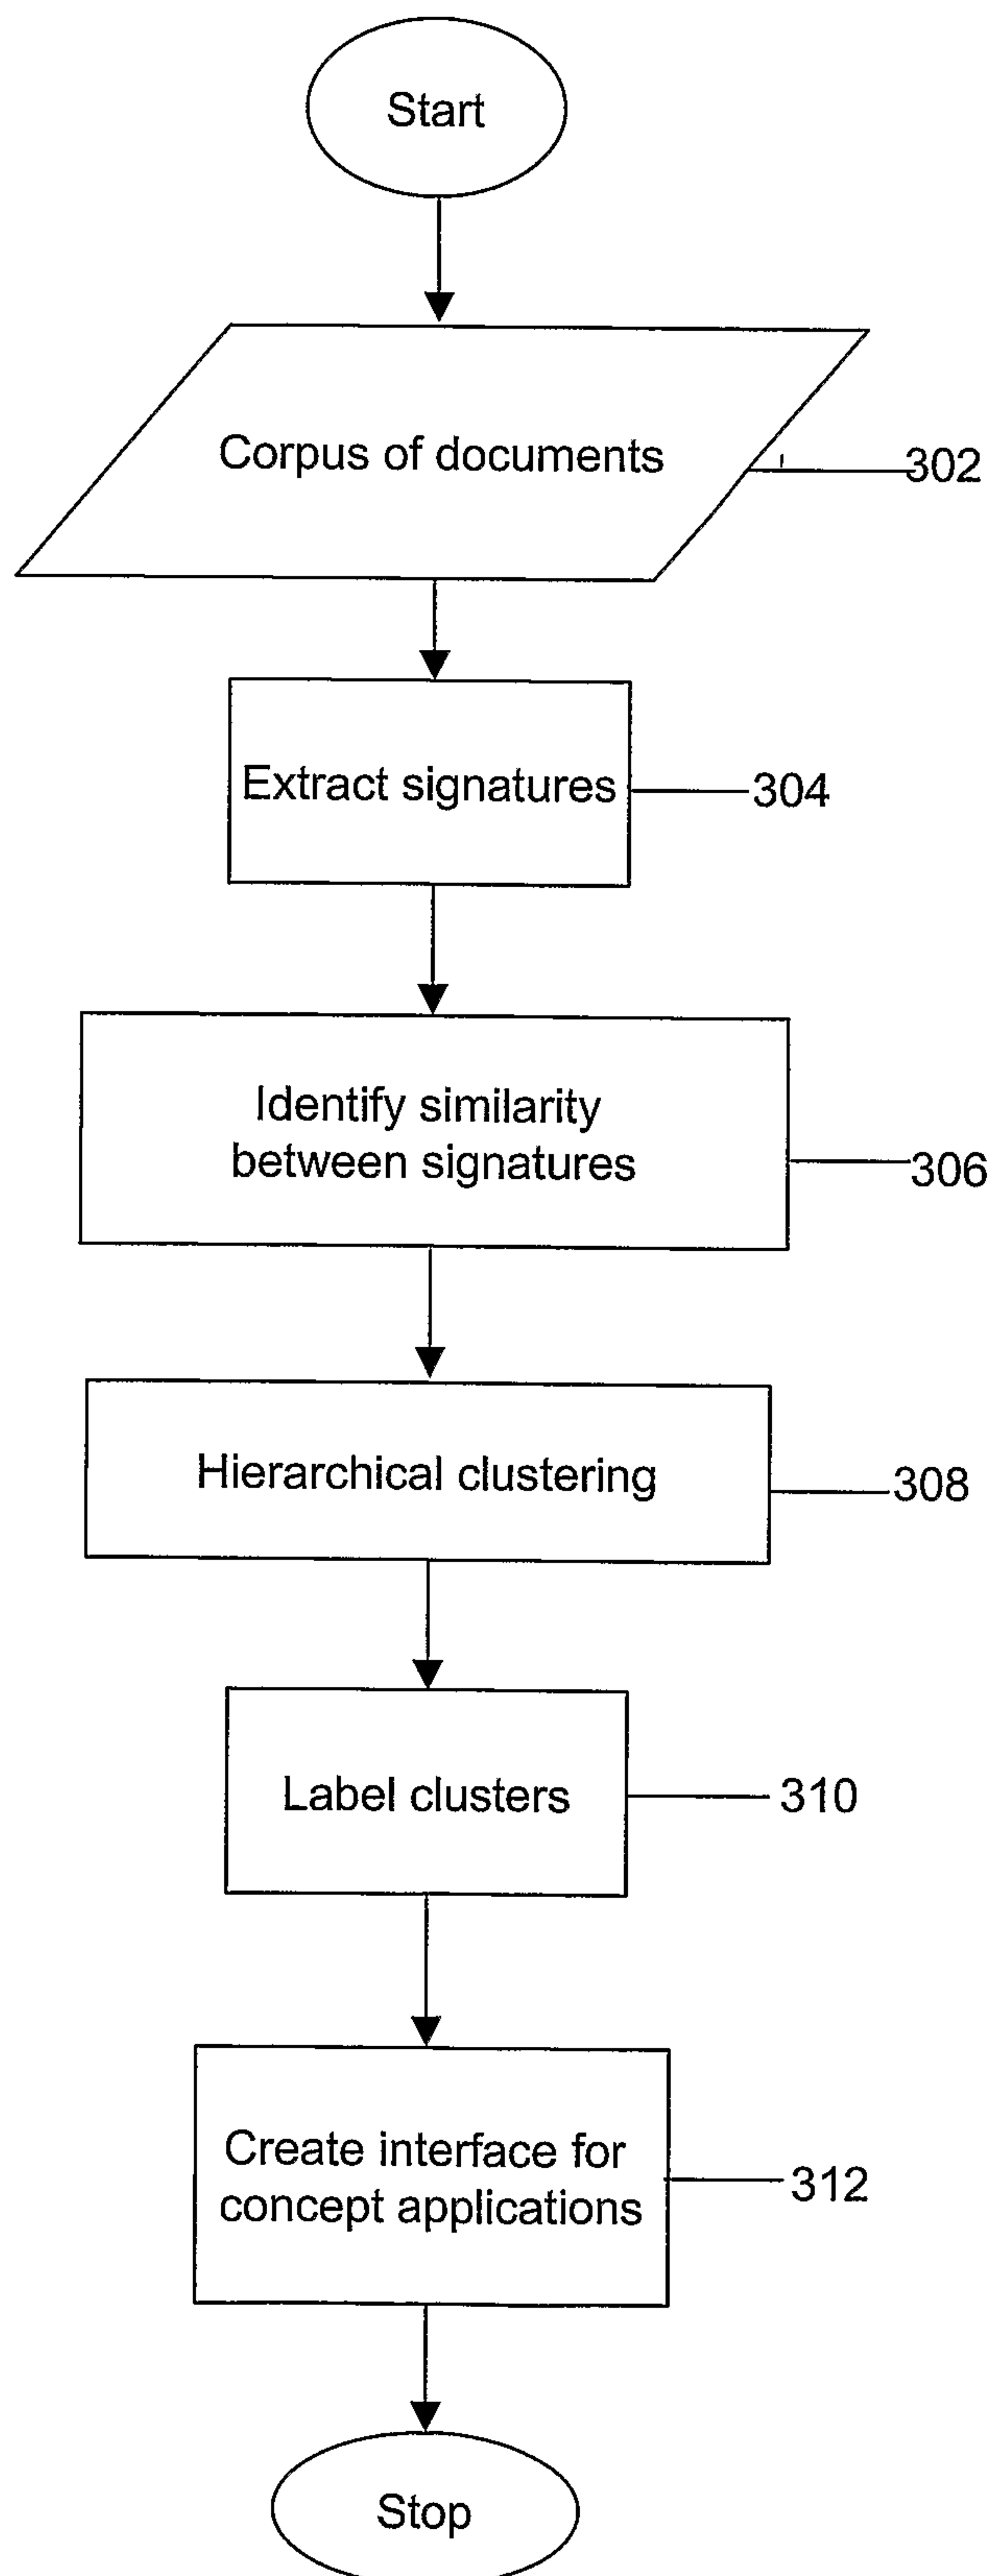 Start
Corpus of documents
302
Extract signatures
304
Identify similarity
between signatures
306
Hierarchical clustering
308
Label clusters
310
Create interface for
concept applications
312
Stop